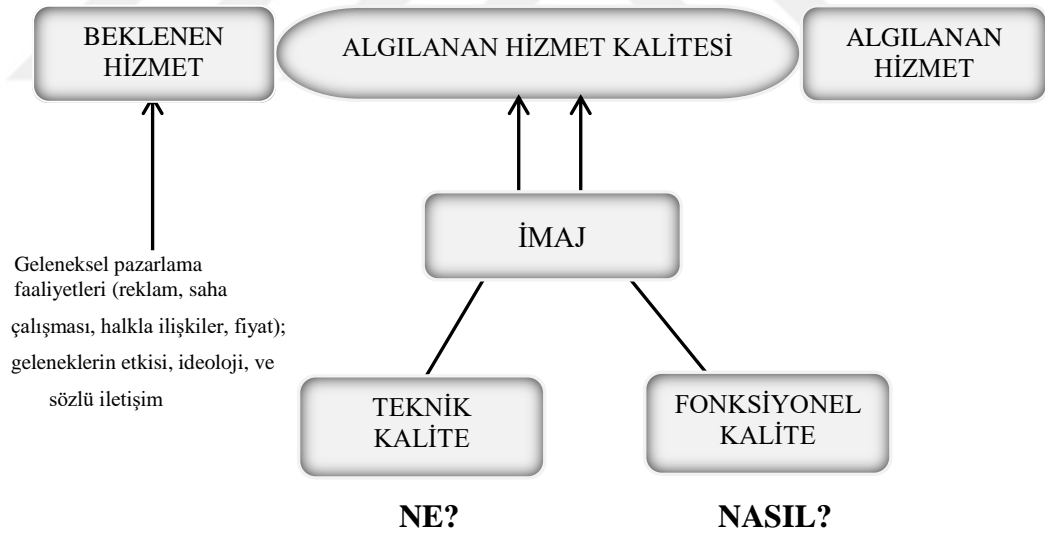 BEKLENEN
HİZMET
ALGILANAN HİZMET KALİTESİ
ALGILANAN
HİZMET
İMAJ
Geleneksel pazarlama
faaliyetleri (reklam, saha
çalışması, halkla ilişkiler, fiyat);
geleneklerin etkisi, ideoloji, ve
sözlü iletişim
TEKNİK
KALİTE
FONKSİYONEL
KALİTE
NE?
NASIL?